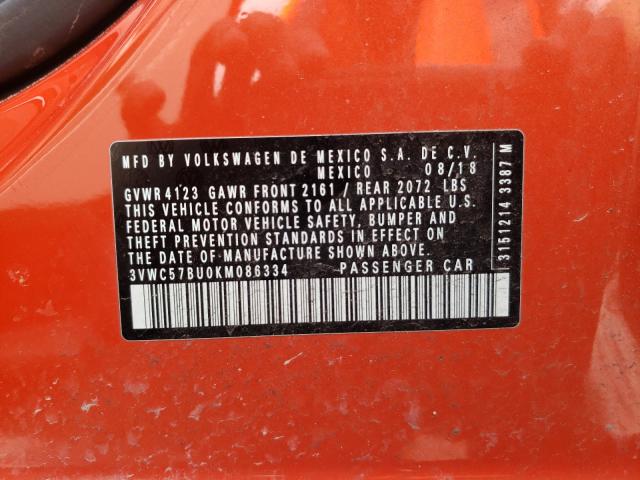 MFD BY VOLKSWAGEN DE MEXICO S.A. DE C.V.
MEXICO 08/18
GVWR 4123 GAWR FRONT 2161 / REAR 2072 LBS
THIS VEHICLE CONFORMS TO ALL APPLICABLE U.S.
FEDERAL MOTOR VEHICLE SAFETY, BUMPER AND
THEFT PREVENTION STANDARDS IN EFFECT ON
THE DATE OF MANUFACTURE SHOWN ABOVE.
3VWC57BU0KM086334 PASSENGER CAR
3T151214 3387 M